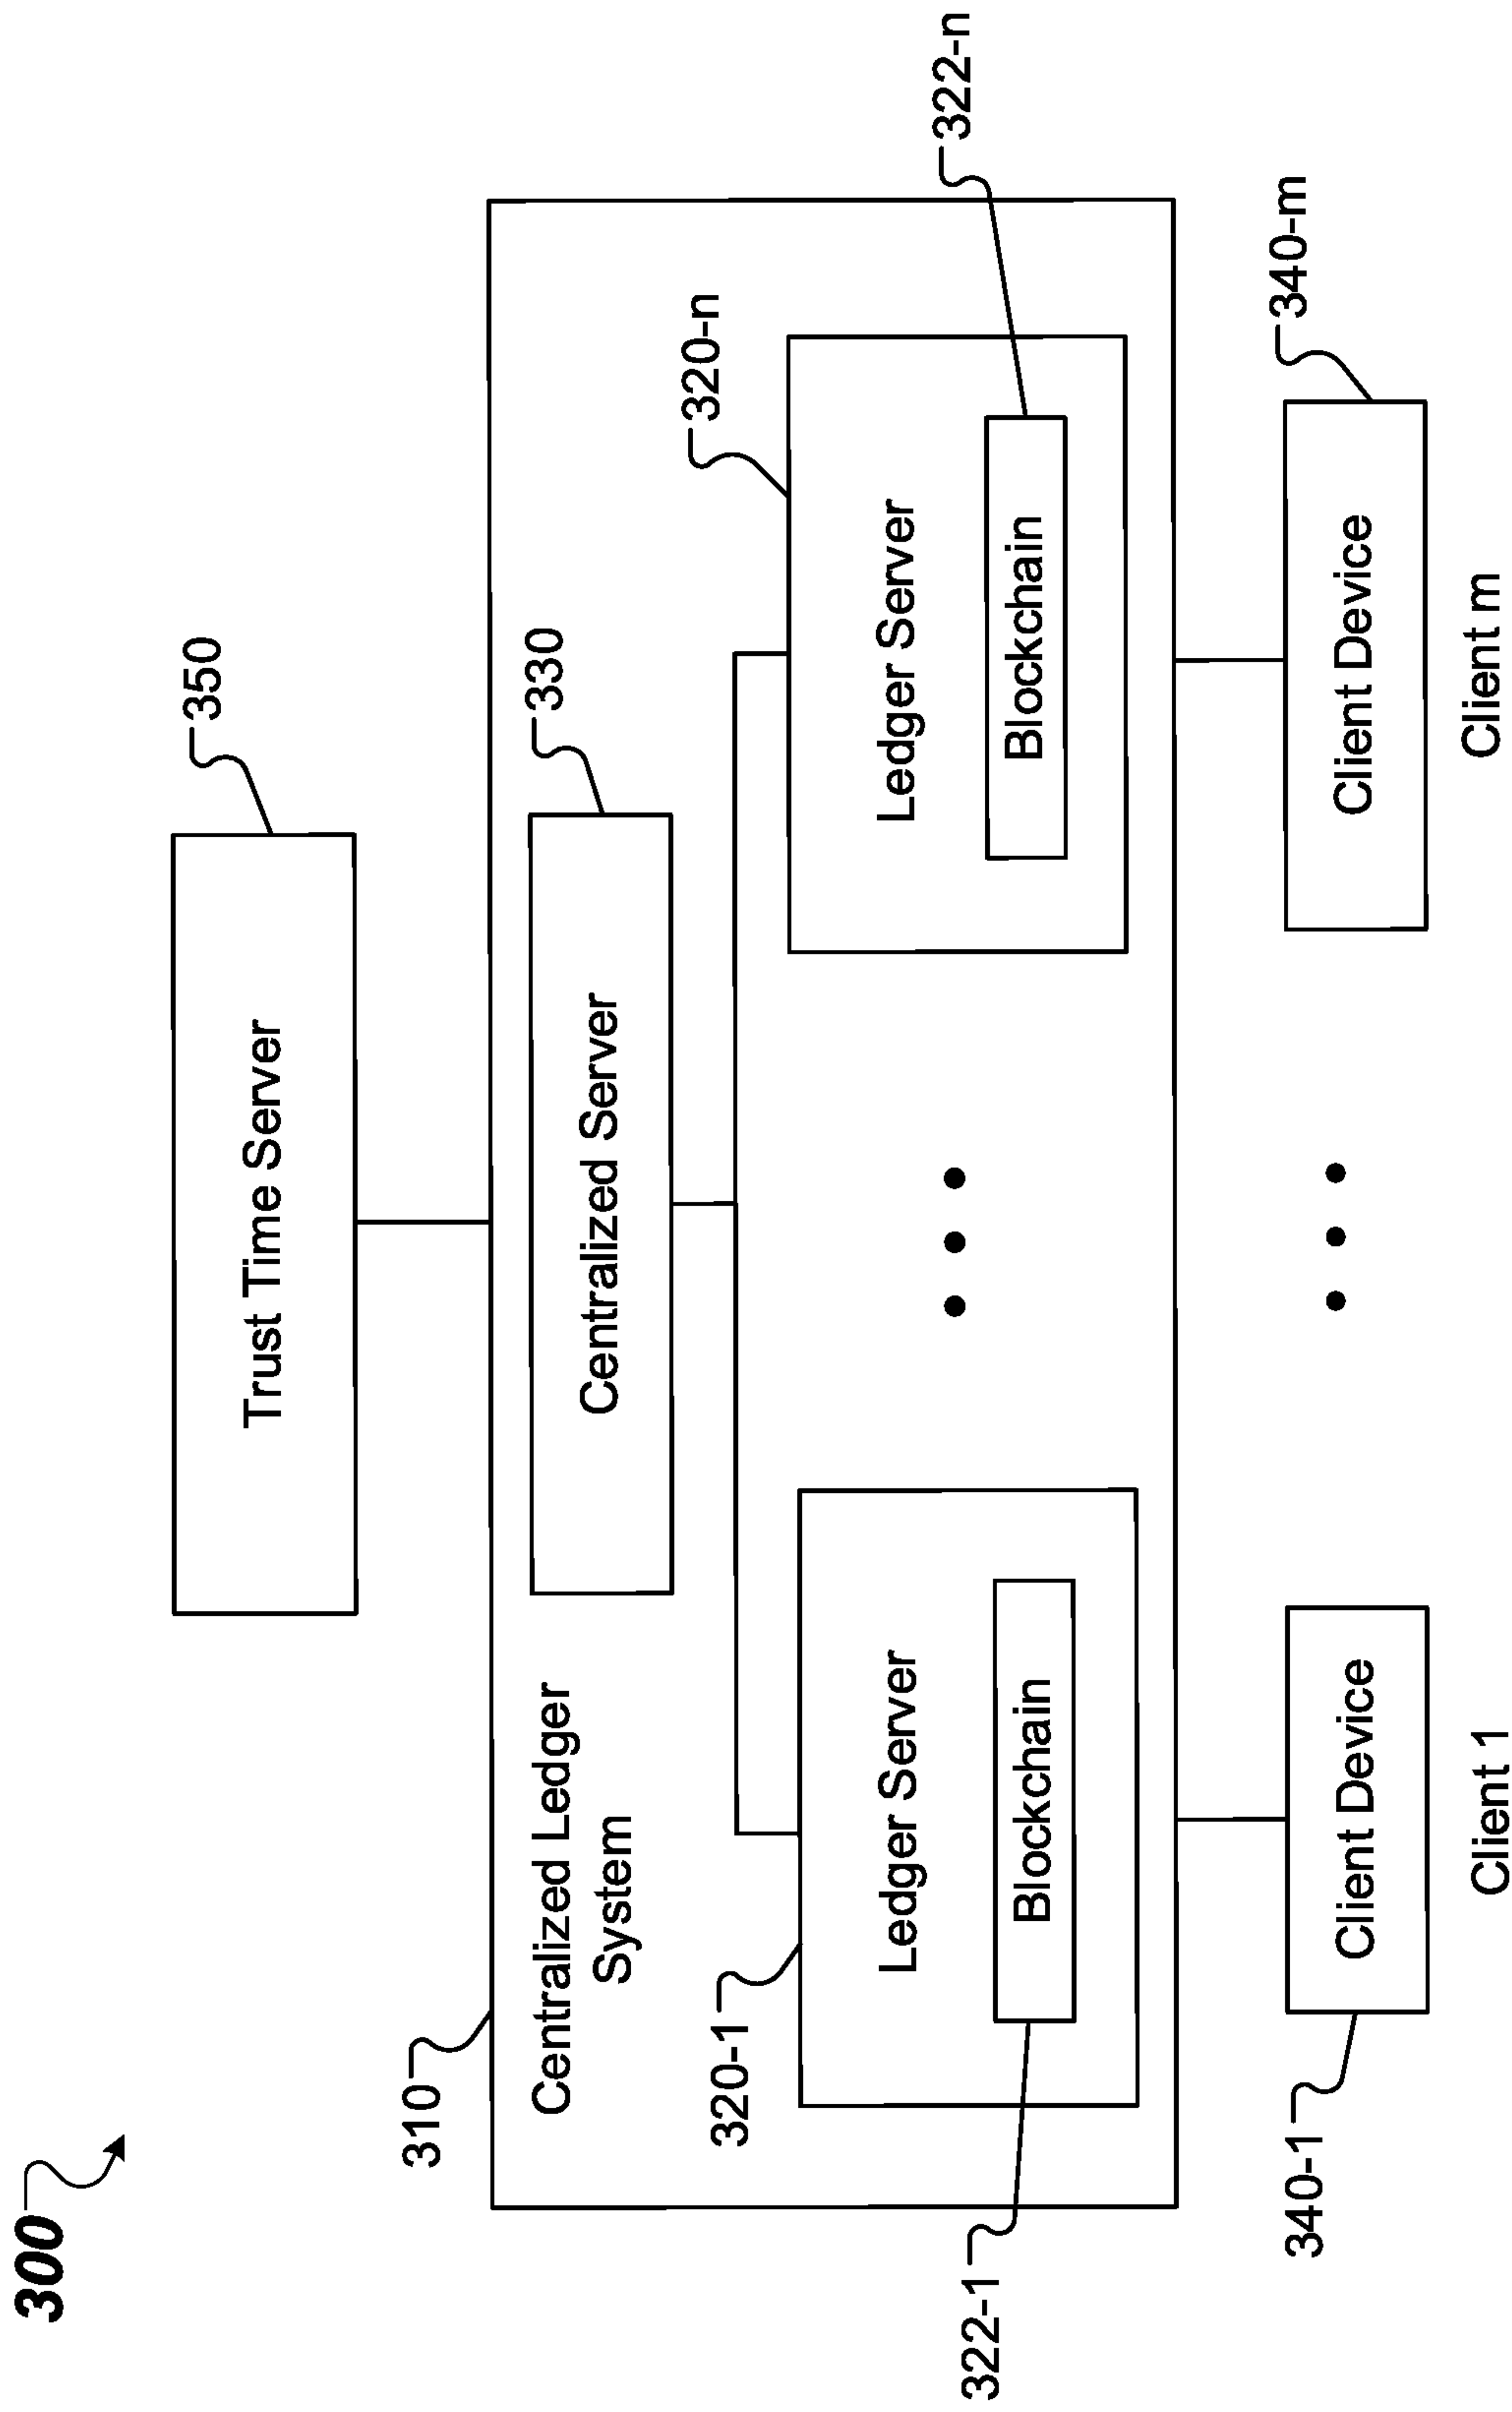 300
350
Trust Time Server
310
Centralized Ledger
System
330
Centralized Server
320-1
320-n
Ledger Server
Ledger Server
322-1
Blockchain
Blockchain
322-n
340-1
Client Device
Client Device
340-m
Client 1
Client m